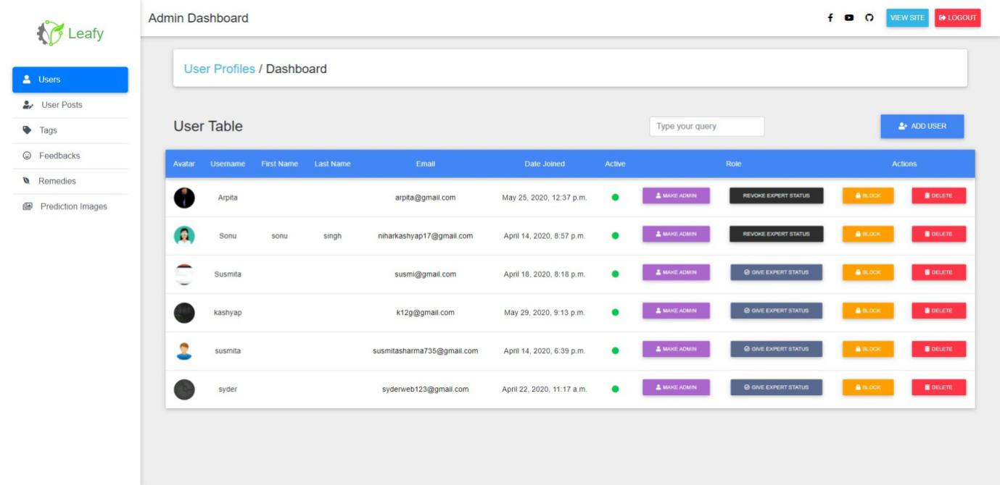 Leafy
Admin Dashboard
VIEW SITE LOGOUT
Users
User Posts
Tags
Feedbacks
Remedies
Prediction Images
User Profiles / Dashboard
User Table Type your query ADD USER
Avatar Username First Name Last Name Email Date Joined Active Role Actions
Arpita arpita@gmail.com May 25, 2020, 12:37 p.m. MAKE ADMIN REVOKE EXPERT STATUS BLOCK DELETE
Sonu sonu singh niharkashyap17@gmail.com April 14, 2020, 8:57 p.m. MAKE ADMIN REVOKE EXPERT STATUS BLOCK DELETE
Susmita susmi@gmail.com April 18, 2020, 8:18 p.m. MAKE ADMIN GIVE EXPERT STATUS BLOCK DELETE
kashyap k12g@gmail.com May 29, 2020, 9:13 p.m. MAKE ADMIN GIVE EXPERT STATUS BLOCK DELETE
susmita susmitasharma735@gmail.com April 14, 2020, 6:39 p.m. MAKE ADMIN GIVE EXPERT STATUS BLOCK DELETE
syder syderweb123@gmail.com April 22, 2020, 11:17 a.m. MAKE ADMIN GIVE EXPERT STATUS BLOCK DELETE